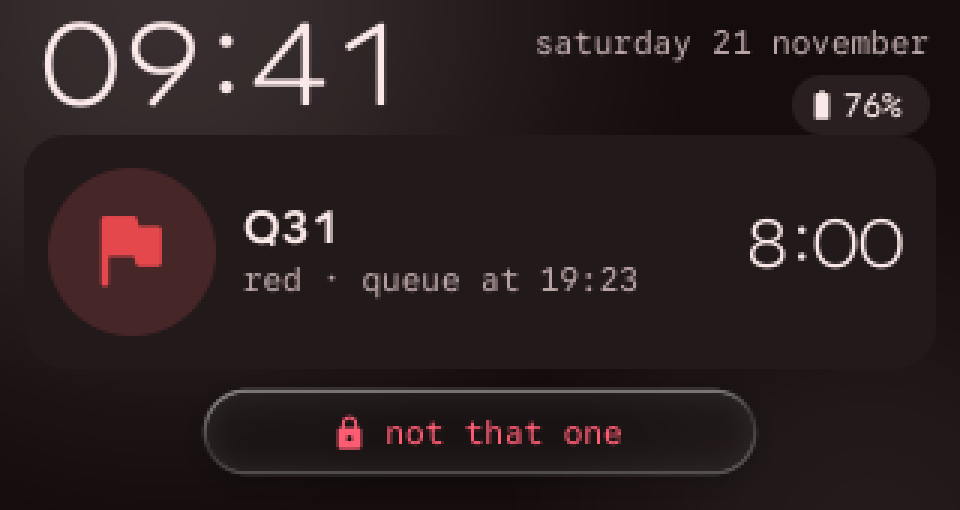 09:41
saturday 21 november
76%
Q31
red · queue at 19:23
8:00
not that one